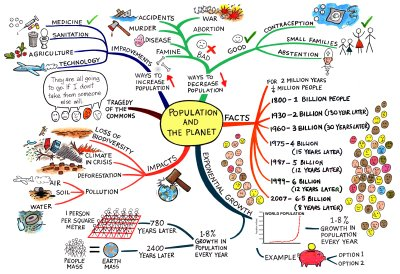 MEDICINE
SANITATION
AGRICULTURE
TECHNOLOGY
IMPROVEMENTS
WAYS TO
INCREASE POPULATION
ACCIDENTS
MURDER
DISEASE
FAMINE
WAR
ABORTION
BAD
GOOD
WAYS TO
DECREASE POPULATION
CONTRACEPTION
SMALL FAMILIES
ABSTENTION
They are all going
to go if I don't
take them someone
else will
TRAGEDY OF
THE COMMONS
POPULATION
AND
THE PLANET
FACTS
FOR 2 MILLION YEARS
1800 - 1 BILLION PEOPLE
1930 - 2 BILLION (130 YEAR LATER)
1960 - 3 BILLION (30 YEARS LATER)
1975 - 4 BILLION
(15 YEARS LATER)
1987 - 5 BILLION
(12 YEARS LATER)
1999 - 6 BILLION
(12 YEARS LATER)
2007 - 6.5 BILLION
(8 YEARS LATER)
IMPACTS
LOSS OF
BIODIVERSITY
CLIMATE
IN CRISIS
DEFORESTATION
POLLUTION
AIR
SOIL
WATER
EXPONENTIAL GROWTH
1 PERSON
PER SQUARE
METRE
780
YEARS LATER
PEOPLE
MASS
=
EARTH
MASS
2400
YEARS LATER
1.8%
GROWTH IN
POPULATION
EVERY YEAR
WORLD POPULATION
1.8%
GROWTH IN
POPULATION
EVERY YEAR
EXAMPLE
OPTION 1
OPTION 2